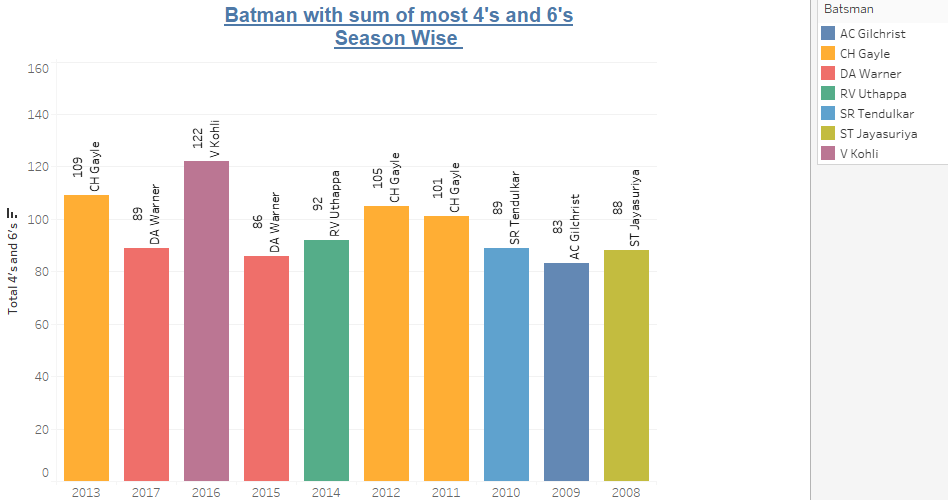 Batman with sum of most 4's and 6's
Season Wise
Batsman
AC Gilchrist
CH Gayle
DA Warner
RV Uthappa
SR Tendulkar
ST Jayasuriya
V Kohli
Total 4's and 6's
160
140
120
100
80
60
40
20
0
109
CH Gayle
89
DA Warner
122
V Kohli
86
DA Warner
92
RV Uthappa
105
CH Gayle
101
CH Gayle
89
SR Tendulkar
83
AC Gilchrist
88
ST Jayasuriya
2013 2017 2016 2015 2014 2012 2011 2010 2009 2008